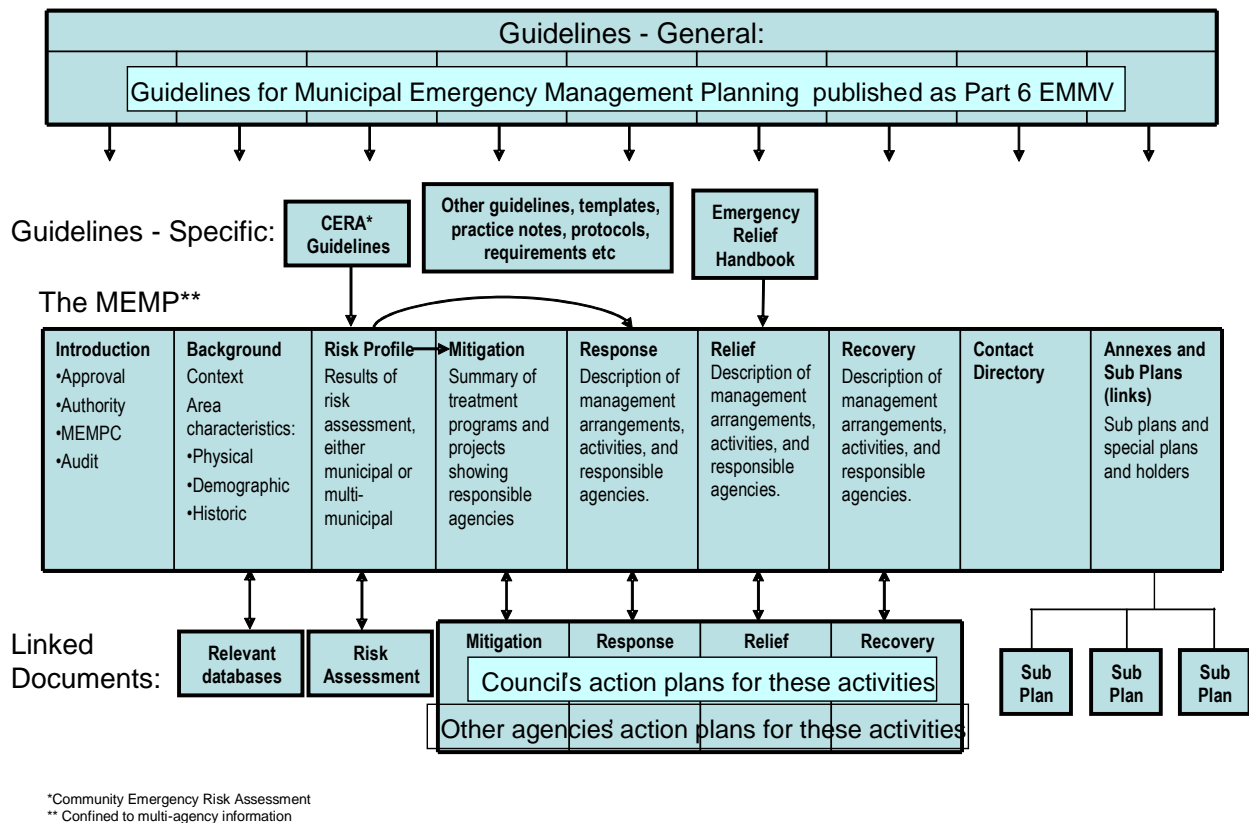 Guidelines - General:
Guidelines for Municipal Emergency Management Planning published as Part 6 EMMV
Guidelines - Specific:
CERA*
Guidelines
Other guidelines, templates,
practice notes, protocols,
requirements etc
Emergency
Relief
Handbook
The MEMP**
Introduction
•Approval
•Authority
•MEMPC
•Audit
Background
Context
Area
characteristics:
•Physical
•Demographic
•Historic
Risk Profile
Results of
risk
assessment,
either
municipal or
multi-
municipal
Mitigation
Summary of
treatment
programs and
projects
showing
responsible
agencies
Response
Description of
management
arrangements,
activities, and
responsible
agencies.
Relief
Description of
management
arrangements,
activities, and
responsible
agencies.
Recovery
Description of
management
arrangements,
activities, and
responsible
agencies.
Contact
Directory
Annexes and
Sub Plans
(links)
Sub plans and
special plans
and holders
Linked
Documents:
Relevant
databases
Risk
Assessment
Mitigation
Response
Relief
Recovery
Council's action plans for these activities
Other agencies' action plans for these activities
Sub
Plan
Sub
Plan
Sub
Plan
*Community Emergency Risk Assessment
** Confined to multi-agency information